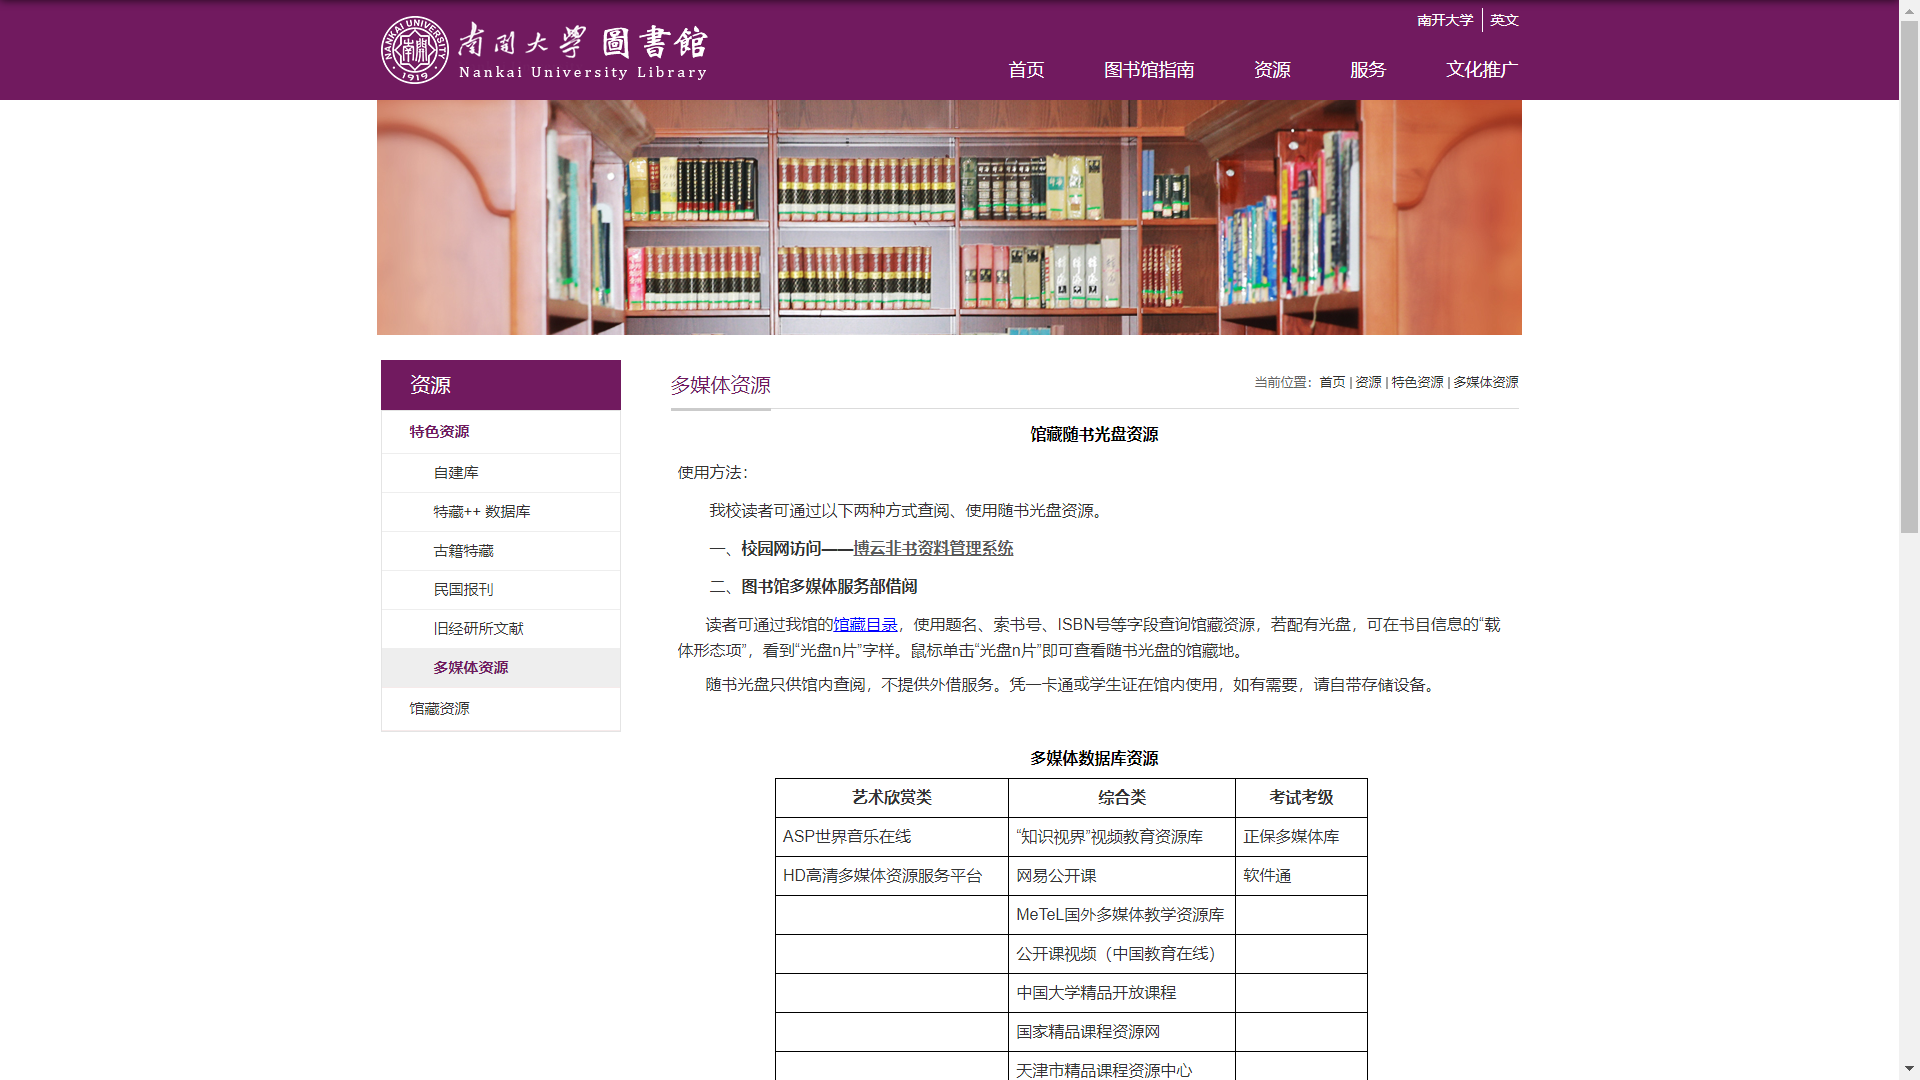 NANKAI UNIVERSITY
南開
1919
南開大學 圖書館
Nankai University Library
南开大学
英文
首页
图书馆指南
资源
服务
文化推广
资源
特色资源
自建库
特藏++ 数据库
古籍特藏
民国报刊
旧经研所文献
多媒体资源
馆藏资源
多媒体资源
当前位置：首页 | 资源 | 特色资源 | 多媒体资源
馆藏随书光盘资源
使用方法：
我校读者可通过以下两种方式查阅、使用随书光盘资源。
一、校园网访问——博云非书资料管理系统
二、图书馆多媒体服务部借阅
读者可通过我馆的馆藏目录，使用题名、索书号、ISBN号等字段查询馆藏资源，若配有光盘，可在书目信息的“载
体形态项”，看到“光盘n片”字样。鼠标单击“光盘n片”即可查看随书光盘的馆藏地。
随书光盘只供馆内查阅，不提供外借服务。凭一卡通或学生证在馆内使用，如有需要，请自带存储设备。
多媒体数据库资源
艺术欣赏类 综合类 考试考级
ASP世界音乐在线 “知识视界”视频教育资源库 正保多媒体库
HD高清多媒体资源服务平台 网易公开课 软件通
MeTeL国外多媒体教学资源库
公开课视频（中国教育在线）
中国大学精品开放课程
国家精品课程资源网
天津市精品课程资源中心